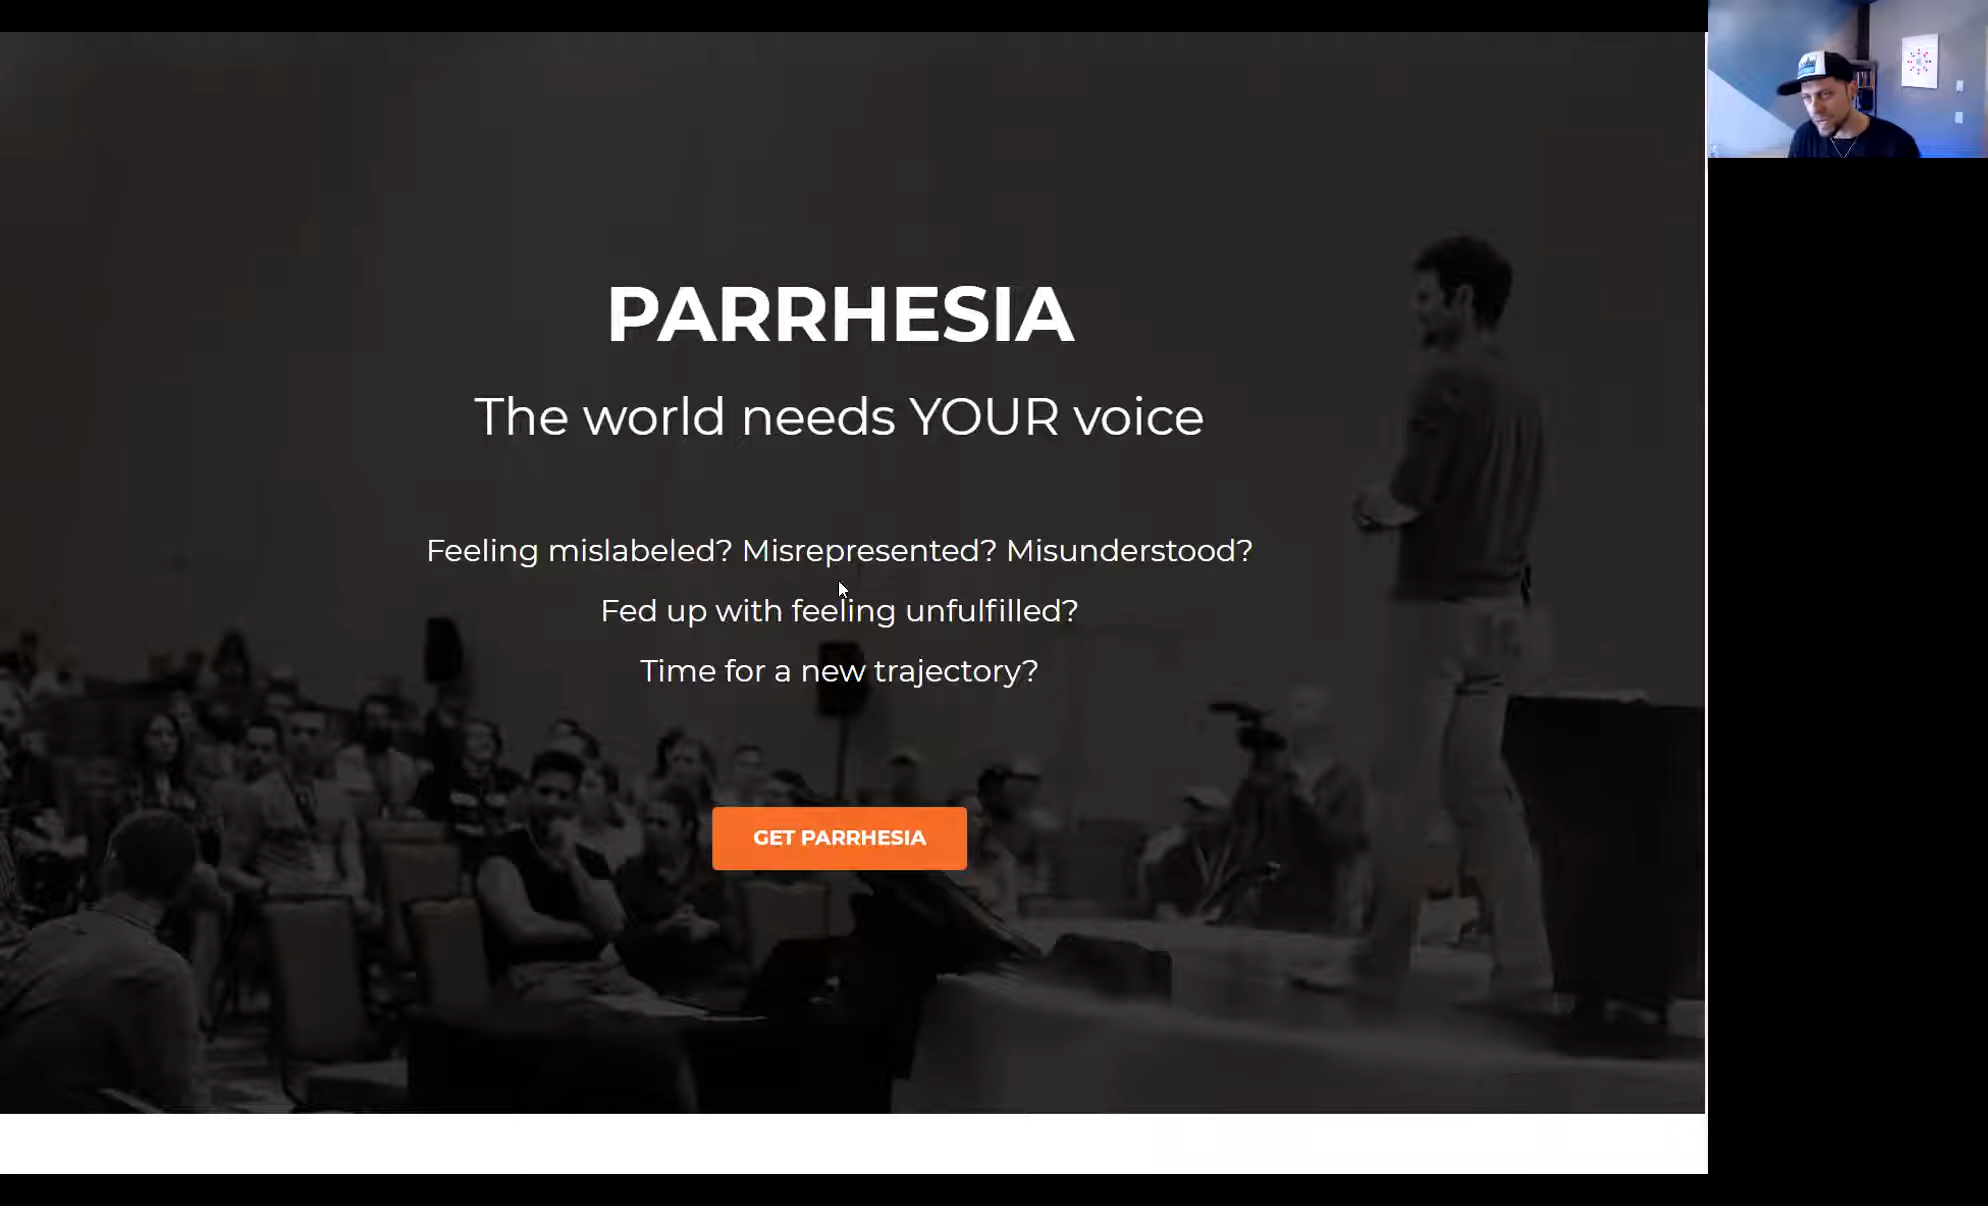 PARRHESIA
The world needs YOUR voice
Feeling mislabeled? Misrepresented? Misunderstood?
Fed up with feeling unfulfilled?
Time for a new trajectory?
GET PARRHESIA